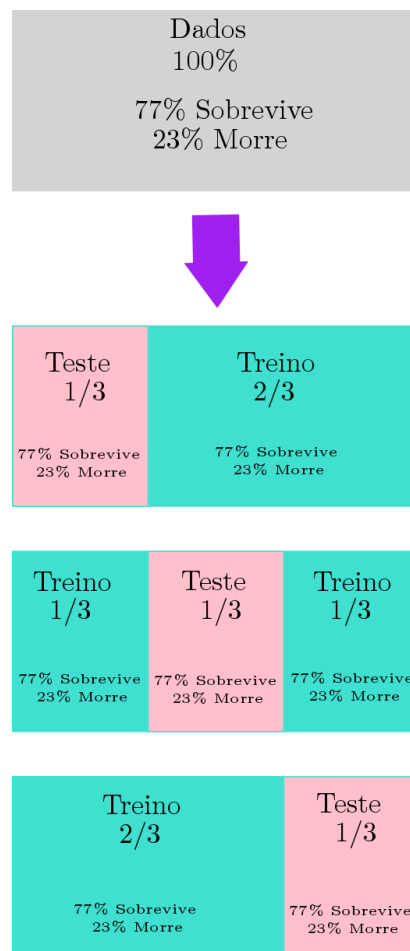 Dados
100%
77% Sobrevive
23% Morre
Teste
1/3
77% Sobrevive
23% Morre
Treino
2/3
77% Sobrevive
23% Morre
Treino
1/3
77% Sobrevive
23% Morre
Teste
1/3
77% Sobrevive
23% Morre
Treino
1/3
77% Sobrevive
23% Morre
Treino
2/3
77% Sobrevive
23% Morre
Teste
1/3
77% Sobrevive
23% Morre